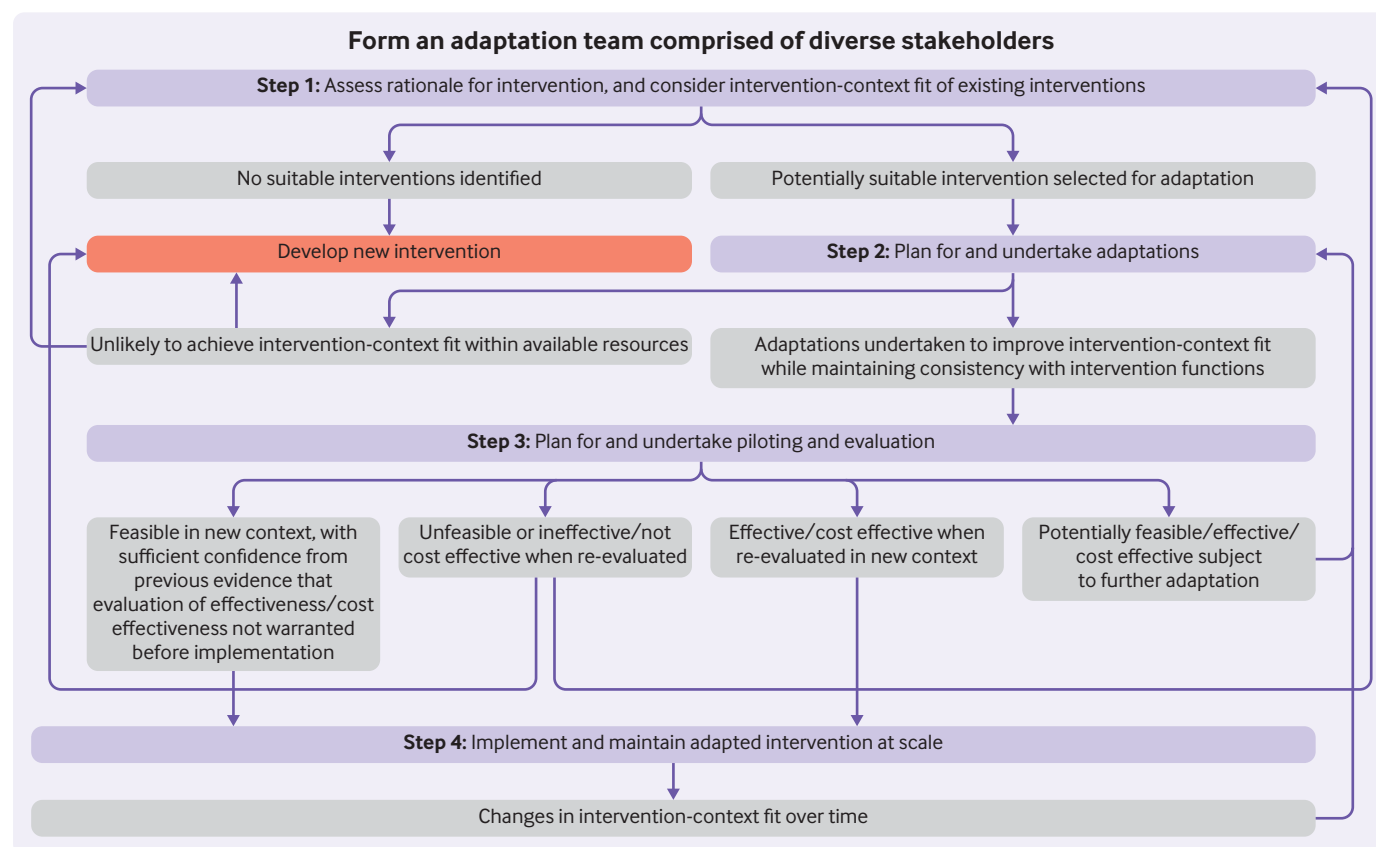 Form an adaptation team comprised of diverse stakeholders
Step 1: Assess rationale for intervention, and consider intervention-context fit of existing interventions
No suitable interventions identified
Potentially suitable intervention selected for adaptation
Develop new intervention
Step 2: Plan for and undertake adaptations
Unlikely to achieve intervention-context fit within available resources
Adaptations undertaken to improve intervention-context fit
while maintaining consistency with intervention functions
Step 3: Plan for and undertake piloting and evaluation
Feasible in new context, with
sufficient confidence from
previous evidence that
evaluation of effectiveness/cost
effectiveness not warranted
before implementation
Unfeasible or ineffective/not
cost effective when re-evaluated
Effective/cost effective when
re-evaluated in new context
Potentially feasible/effective/
cost effective subject
to further adaptation
Step 4: Implement and maintain adapted intervention at scale
Changes in intervention-context fit over time